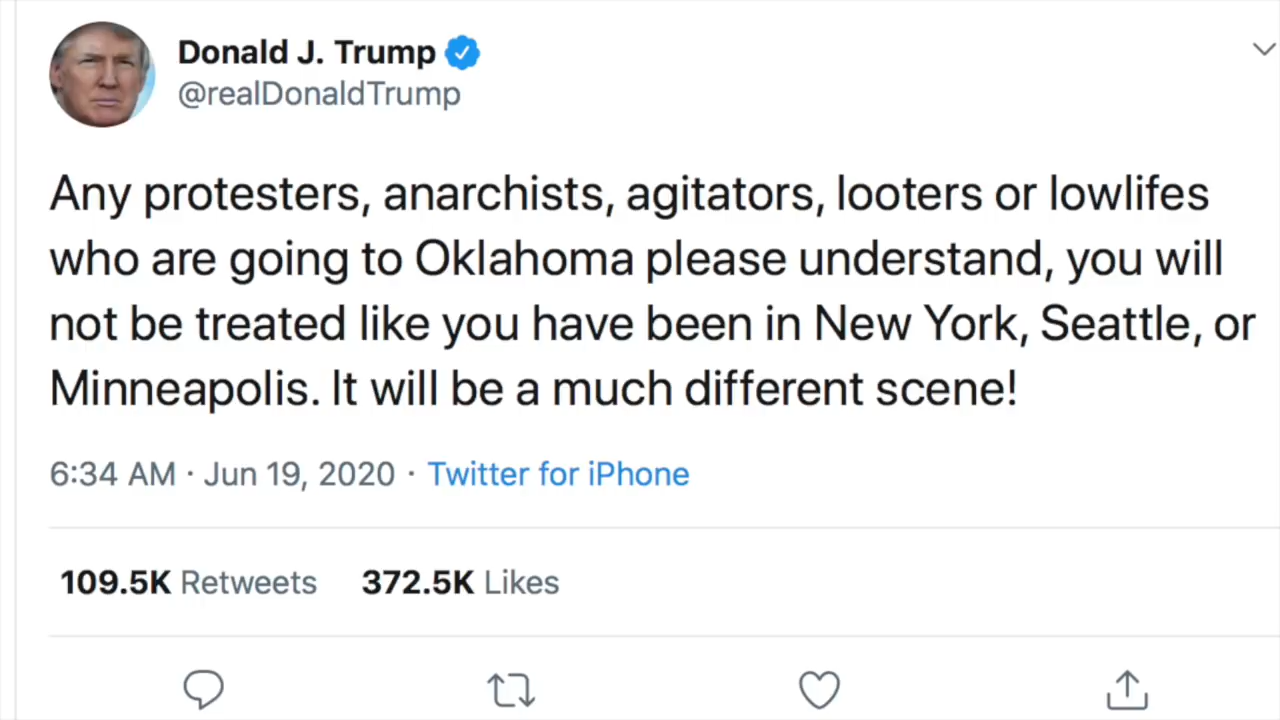 Donald J. Trump
@realDonaldTrump
Any protesters, anarchists, agitators, looters or lowlifes
who are going to Oklahoma please understand, you will
not be treated like you have been in New York, Seattle, or
Minneapolis. It will be a much different scene!
6:34 AM · Jun 19, 2020 · Twitter for iPhone
109.5K Retweets 372.5K Likes